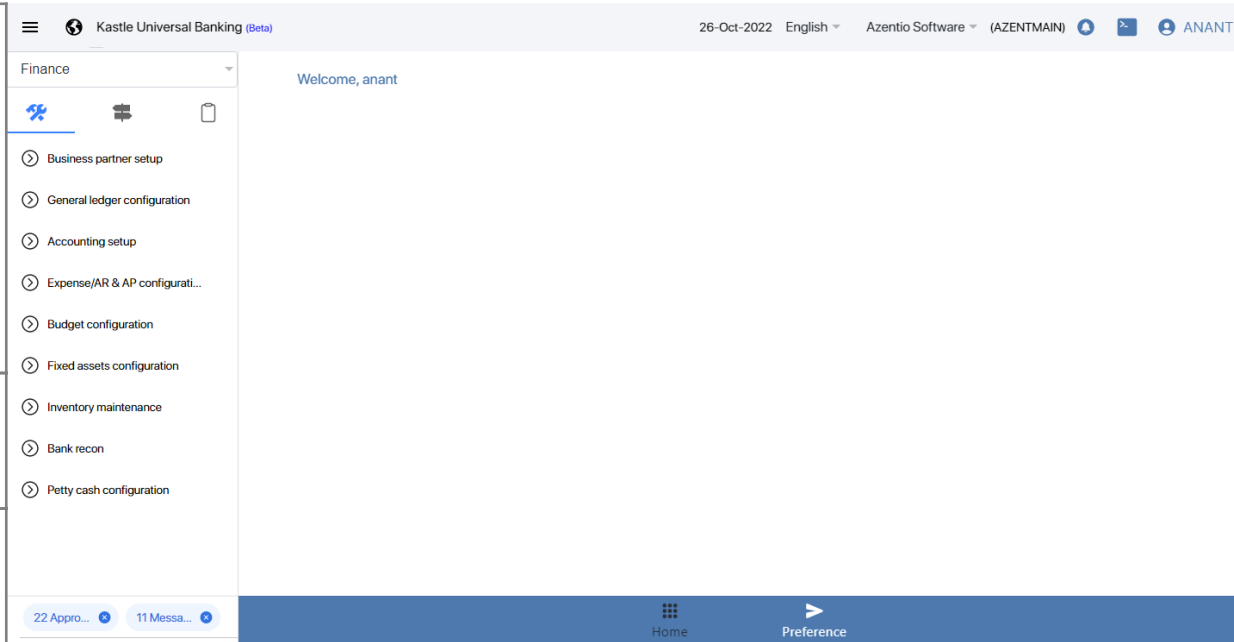 Kastle Universal Banking (Beta)
26-Oct-2022 English Azentio Software (AZENTMAIN) ANANT
Finance
Welcome, anant
Business partner setup
General ledger configuration
Accounting setup
Expense/AR & AP configurati...
Budget configuration
Fixed assets configuration
Inventory maintenance
Bank recon
Petty cash configuration
22 Appro... 11 Messa...
Home Preference